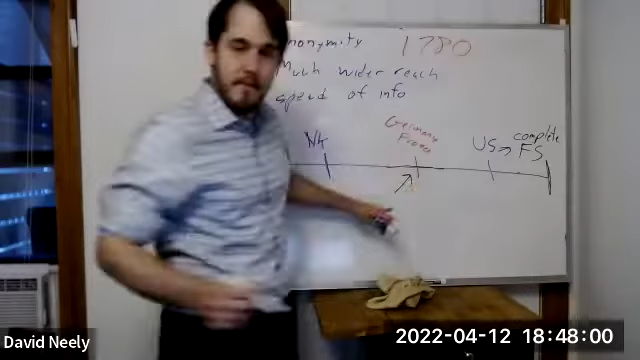 nonymity 1780
Much wider reach
speed of info
NK
Germany
France
US → complete
FS
David Neely
2022-04-12 18:48:00